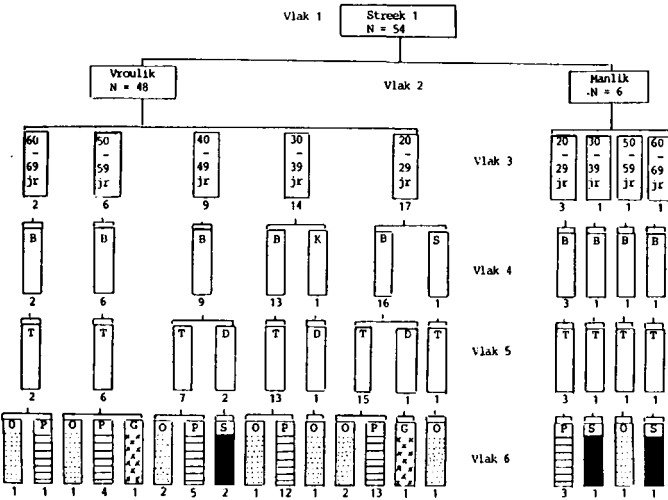 Vlak 1
Streek 1
N = 54
Vroulik
N = 48
Vlak 2
Manlik
N = 6
60 – 69 jr
50 – 59 jr
40 – 49 jr
30 – 39 jr
20 – 29 jr
Vlak 3
20 – 29 jr
30 – 39 jr
50 – 59 jr
60 – 69 jr
2 6 9 14 17 3 1 1 1
B B B B K B S Vlak 4 B B B B
2 6 9 13 1 16 1 3 1 1 1
T T T D T D T D T Vlak 5 T T T T
2 6 7 2 13 1 15 1 1 3 1 1 1
O P O P G O P S O P O O P G O Vlak 6 P S O S
1 1 1 4 1 2 5 2 1 12 1 2 13 1 1 3 1 1 1